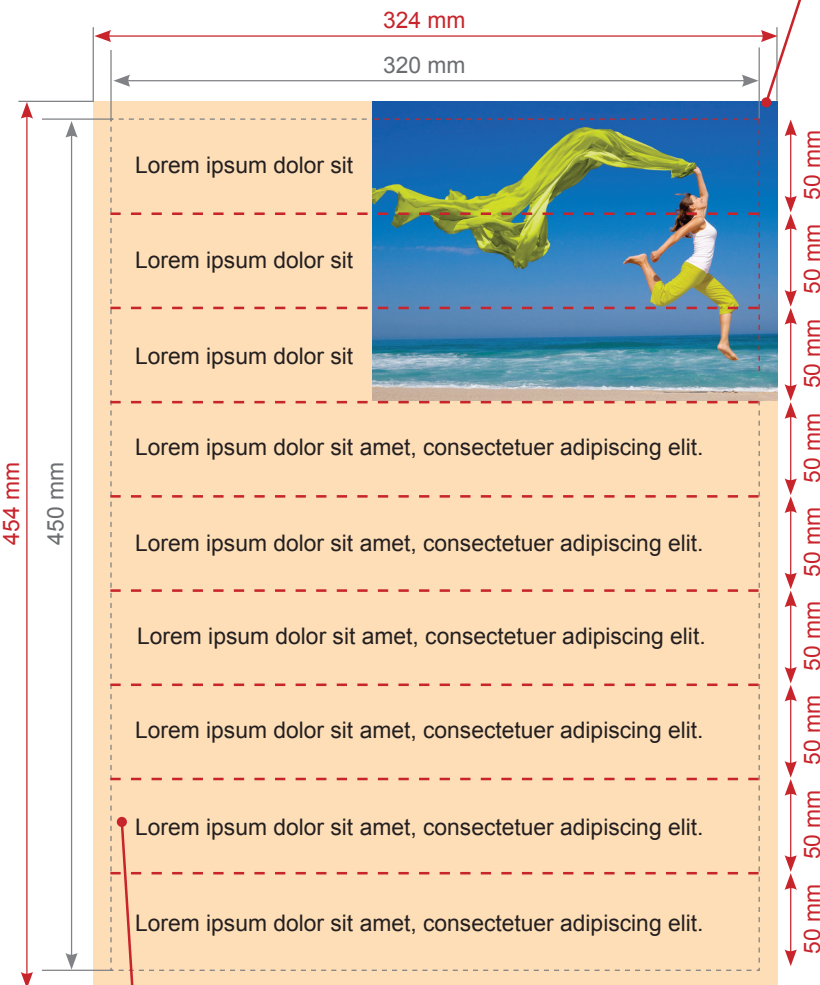 324 mm
320 mm
50 mm
Lorem ipsum dolor sit
50 mm
Lorem ipsum dolor sit
50 mm
Lorem ipsum dolor sit
50 mm
Lorem ipsum dolor sit amet, consectetuer adipiscing elit.
454 mm
450 mm
50 mm
Lorem ipsum dolor sit amet, consectetuer adipiscing elit.
50 mm
Lorem ipsum dolor sit amet, consectetuer adipiscing elit.
50 mm
Lorem ipsum dolor sit amet, consectetuer adipiscing elit.
50 mm
Lorem ipsum dolor sit amet, consectetuer adipiscing elit.
50 mm
Lorem ipsum dolor sit amet, consectetuer adipiscing elit.